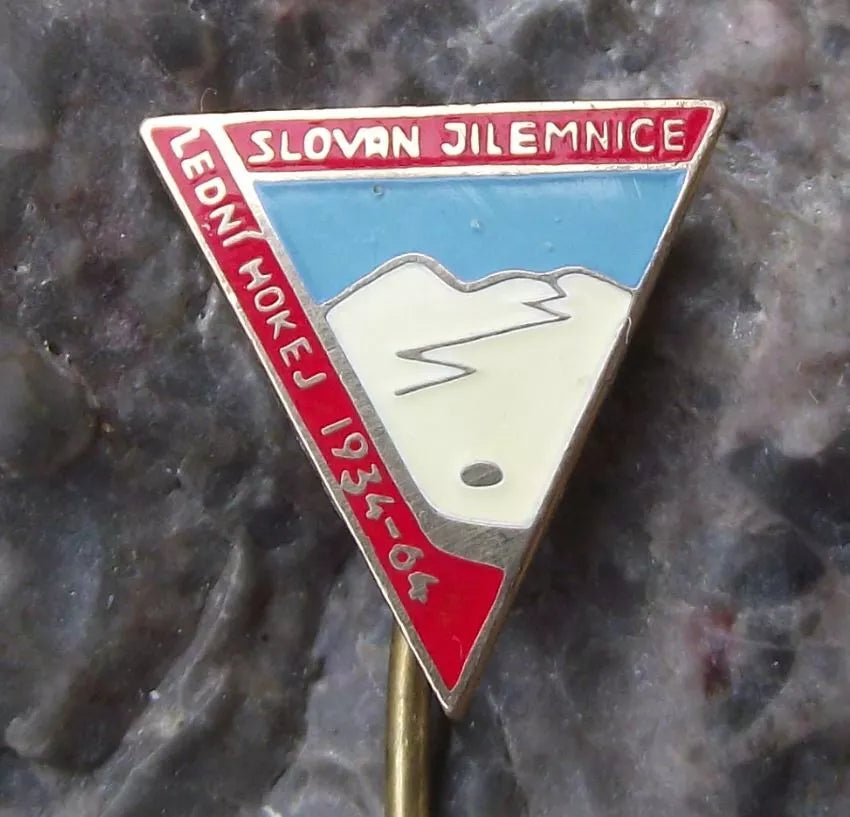 SLOVAN JILEMNICE
LEDNÍ HOKEJ 1934-64